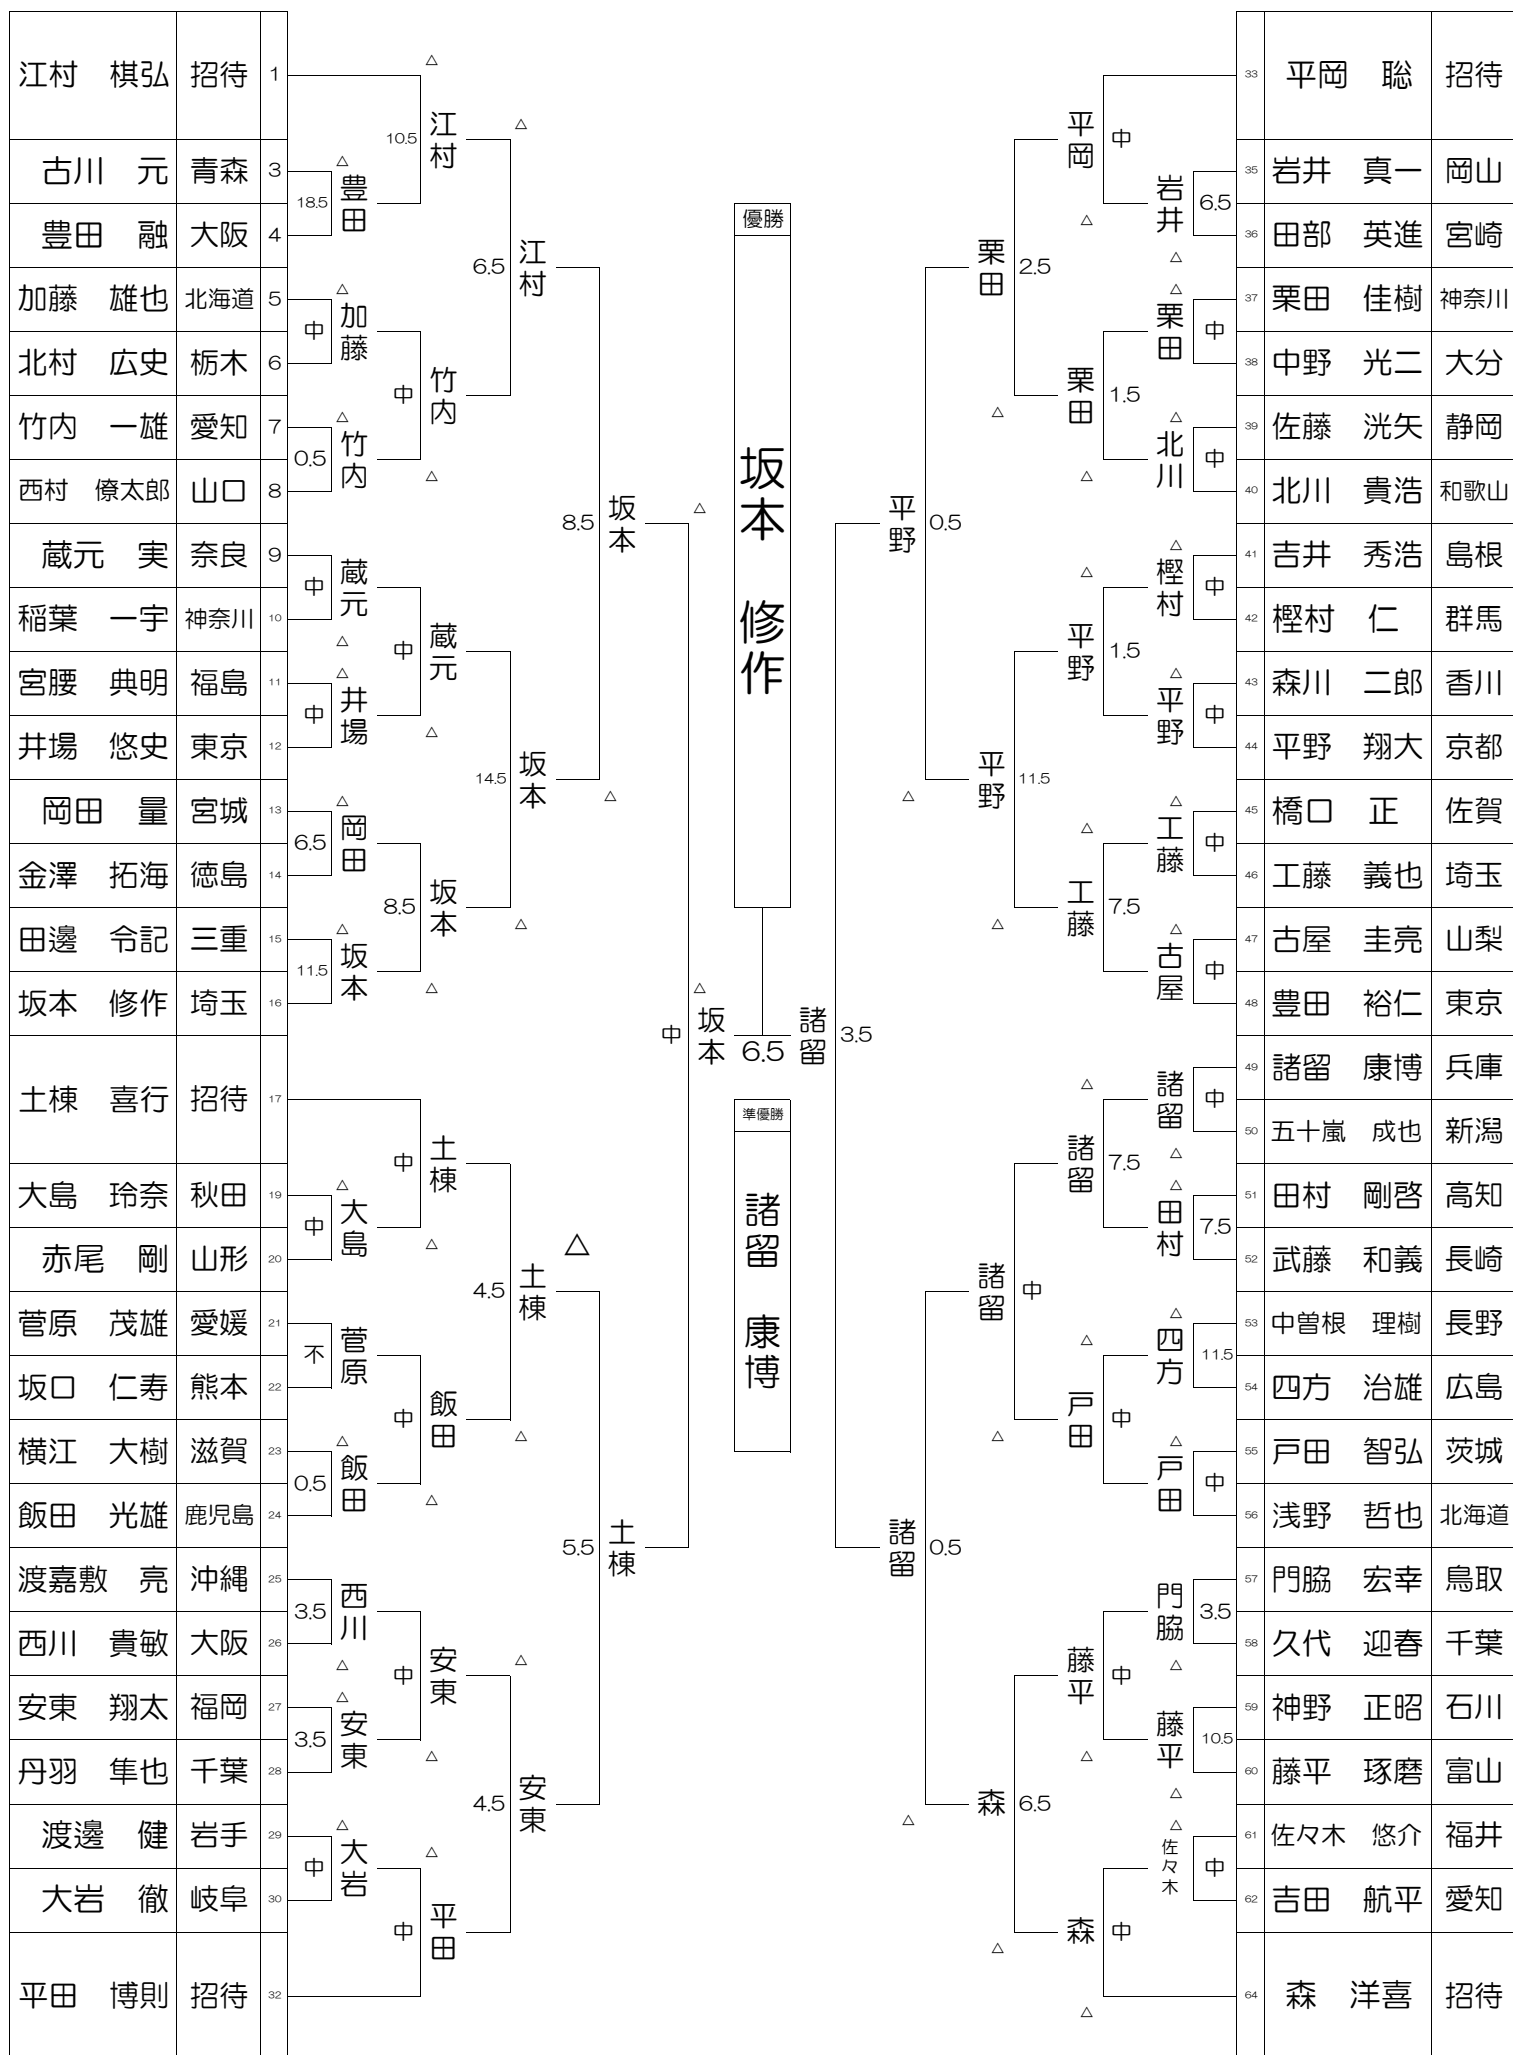 江村　棋弘 招待 1
古川　元 青森 3
豊田　融 大阪 4
加藤　雄也 北海道 5
北村　広史 栃木 6
竹内　一雄 愛知 7
西村　僚太郎 山口 8
蔵元　実 奈良 9
稲葉　一宇 神奈川 10
宮腰　典明 福島 11
井場　悠史 東京 12
岡田　量 宮城 13
金澤　拓海 徳島 14
田邊　令記 三重 15
坂本　修作 埼玉 16
土棟　喜行 招待 17
大島　玲奈 秋田 19
赤尾　剛 山形 20
菅原　茂雄 愛媛 21
坂口　仁寿 熊本 22
横江　大樹 滋賀 23
飯田　光雄 鹿児島 24
渡嘉敷　亮 沖縄 25
西川　貴敏 大阪 26
安東　翔太 福岡 27
丹羽　隼也 千葉 28
渡邊　健 岩手 29
大岩　徹 岐阜 30
平田　博則 招待 32
18.5 △ 豊田
中 △ 加藤
0.5 △ 竹内
中 蔵元 △
中 △ 井場
6.5 △ 岡田
11.5 △ 坂本
中 △ 大島
不 菅原
0.5 △ 飯田
3.5 西川 △
3.5 △ 安東
中 △ 大岩
10.5 △ 江村
中 竹内 △
中 蔵元 △
8.5 坂本 △
中 土棟 △
中 飯田 △
中 安東 △
中 △ 平田
6.5 △ 江村
14.5 坂本 △
4.5 △ 土棟 △
4.5 △ 安東
8.5 坂本 △
5.5 土棟
中 △ △ 坂本
優勝
坂本　修作
6.5
準優勝
諸留　康博
諸留 3.5
平野 0.5 △
諸留 0.5 △
栗田 2.5 △
平野 11.5 △
諸留 中 △
森 6.5 △
平岡 中 △
栗田 1.5 △
△ 平野 1.5
△ 工藤 7.5
△ 諸留 7.5
△ 戸田 中
藤平 中 △
森 中 △
岩井 6.5 △
△ 栗田 中
△ 北川 中
△ 樫村 中
△ 平野 中
△ 工藤 中
△ 古屋 中
諸留 中 △
△ 田村 7.5
△ 四方 11.5
△ 戸田 中
門脇 3.5 △
藤平 10.5 △
△ 佐々木 中
33 平岡　聡 招待
35 岩井　真一 岡山
36 田部　英進 宮崎
37 栗田　佳樹 神奈川
38 中野　光二 大分
39 佐藤　洸矢 静岡
40 北川　貴浩 和歌山
41 吉井　秀浩 島根
42 樫村　仁 群馬
43 森川　二郎 香川
44 平野　翔大 京都
45 橋口　正 佐賀
46 工藤　義也 埼玉
47 古屋　圭亮 山梨
48 豊田　裕仁 東京
49 諸留　康博 兵庫
50 五十嵐　成也 新潟
51 田村　剛啓 高知
52 武藤　和義 長崎
53 中曽根　理樹 長野
54 四方　治雄 広島
55 戸田　智弘 茨城
56 浅野　哲也 北海道
57 門脇　宏幸 鳥取
58 久代　迎春 千葉
59 神野　正昭 石川
60 藤平　琢磨 富山
61 佐々木　悠介 福井
62 吉田　航平 愛知
64 森　洋喜 招待